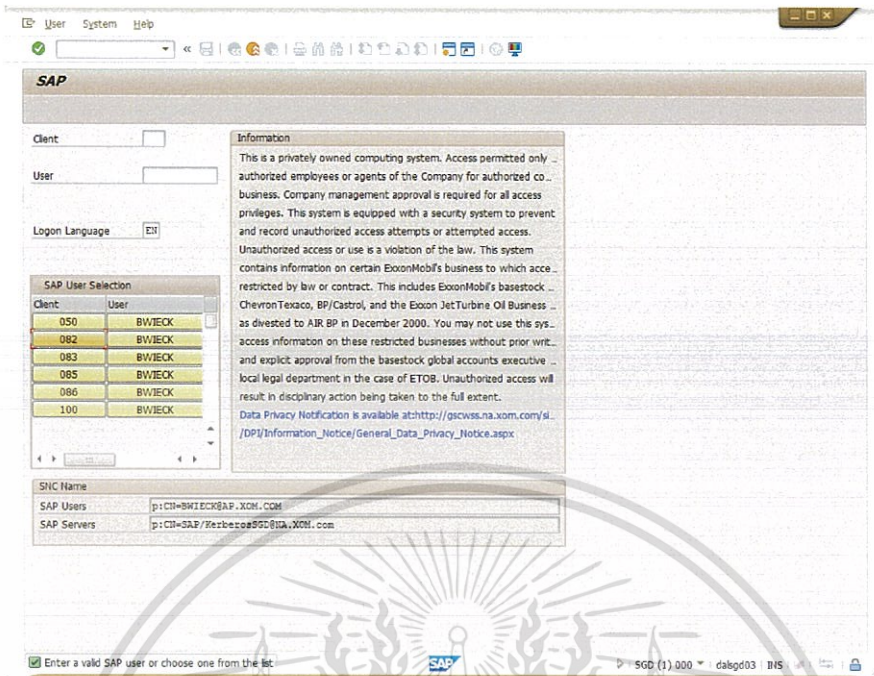 User System Help
SAP
Client
User
Logon Language EN
SAP User Selection
Client User
050 BWIECK
082 BWIECK
083 BWIECK
085 BWIECK
086 BWIECK
100 BWIECK
Information
This is a privately owned computing system. Access permitted only ..
authorized employees or agents of the Company for authorized co..
business. Company management approval is required for all access
privileges. This system is equipped with a security system to prevent
and record unauthorized access attempts or attempted access.
Unauthorized access or use is a violation of the law. This system
contains information on certain ExxonMobil's business to which acce..
restricted by law or contract. This includes ExxonMobil's basestock ..
ChevronTexaco, BP/Castrol, and the Exxon JetTurbine Oil Business ..
as divested to AIR BP in December 2000. You may not use this sys..
access information on these restricted businesses without prior writ..
and explicit approval from the basestock global accounts executive ..
local legal department in the case of ETOB. Unauthorized access will
result in disciplinary action being taken to the full extent.
Data Privacy Notification is available at:http://gscwss.na.xom.com/si..
/DPI/Information_Notice/General_Data_Privacy_Notice.aspx
SNC Name
SAP Users p:CN=BWIECK@AP.XOM.COM
SAP Servers p:CN=SAP/KerberosSGD@NA.XOM.com
Enter a valid SAP user or choose one from the list
SAP
SGD (1) 000 dalsgd03 INS